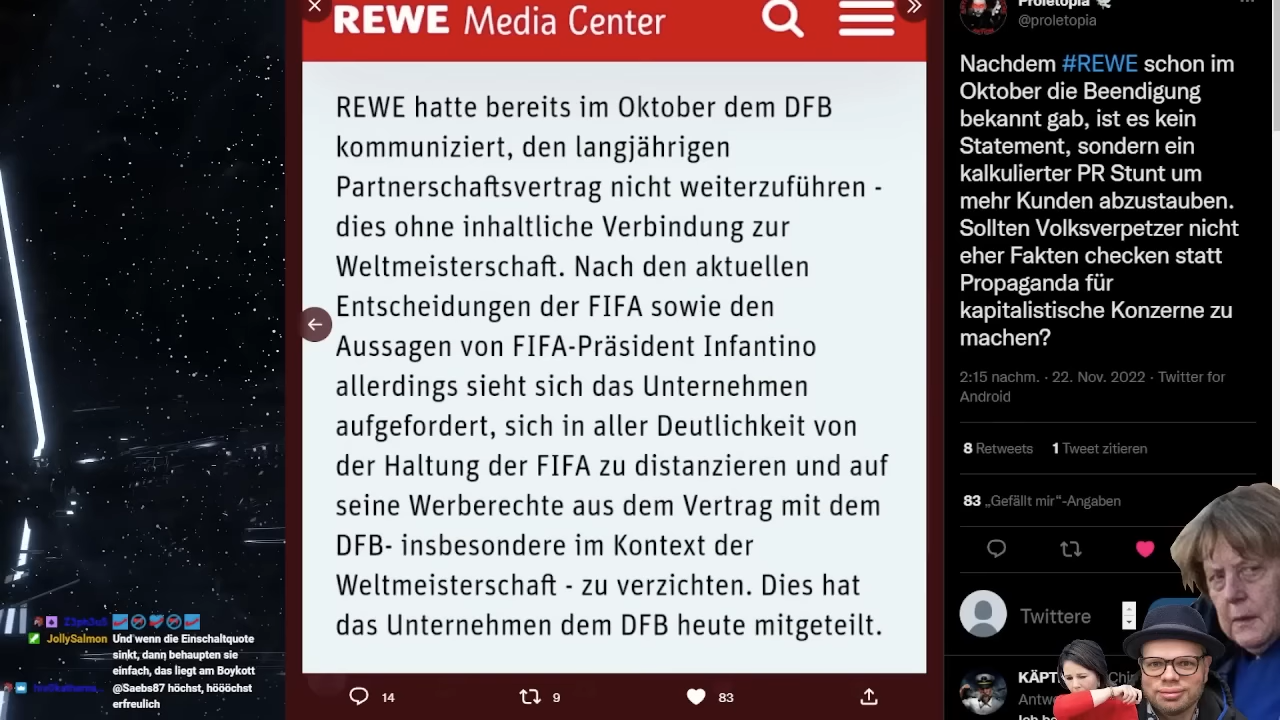 REWE Media Center
REWE hatte bereits im Oktober dem DFB
kommuniziert, den langjährigen
Partnerschaftsvertrag nicht weiterzuführen -
dies ohne inhaltliche Verbindung zur
Weltmeisterschaft. Nach den aktuellen
Entscheidungen der FIFA sowie den
Aussagen von FIFA-Präsident Infantino
allerdings sieht sich das Unternehmen
aufgefordert, sich in aller Deutlichkeit von
der Haltung der FIFA zu distanzieren und auf
seine Werberechte aus dem Vertrag mit dem
DFB- insbesondere im Kontext der
Weltmeisterschaft - zu verzichten. Dies hat
das Unternehmen dem DFB heute mitgeteilt.
14
9
83
Proletopia
@proletopia
Nachdem #REWE schon im
Oktober die Beendigung
bekannt gab, ist es kein
Statement, sondern ein
kalkulierter PR Stunt um
mehr Kunden abzustauben.
Sollten Volksverpetzer nicht
eher Fakten checken statt
Propaganda für
kapitalistische Konzerne zu
machen?
2:15 nachm. · 22. Nov. 2022 · Twitter for
Android
8 Retweets 1 Tweet zitieren
83 „Gefällt mir“-Angaben
Twittere
JollySalmon Und wenn die Einschaltquote
sinkt, dann behaupten sie
einfach, das liegt am Boykott
@Saebs87 höchst, höööchst
erfreulich